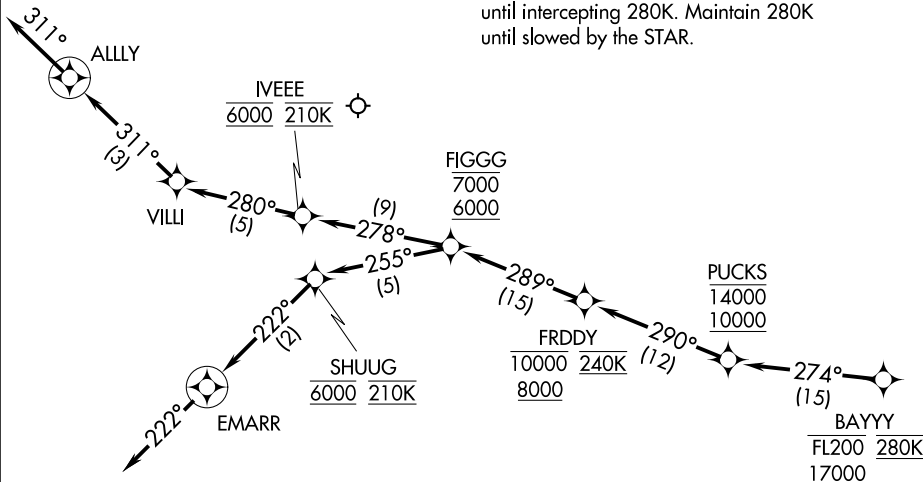 until intercepting 280K. Maintain 280K
until slowed by the STAR.
311°
ALLLY
IVEEE
6000 210K
311°
(3)
FIGGG
7000
6000
VILLI
280°
(5)
(9)
278°
255°
(5)
289°
(15)
PUCKS
14000
10000
222°
(2)
FRDDY
10000 240K
8000
290°
(12)
SHUUG
6000 210K
274°
(15)
EMARR
222°
BAYYY
FL200 280K
17000